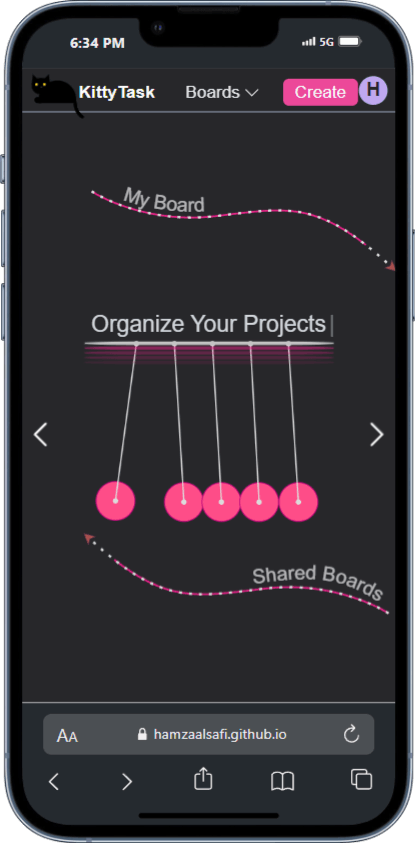 6:34 PM
5G
KittyTask
Boards
Create
H
My Board
Organize Your Projects
Shared Boards
AA
hamzaalsafi.github.io